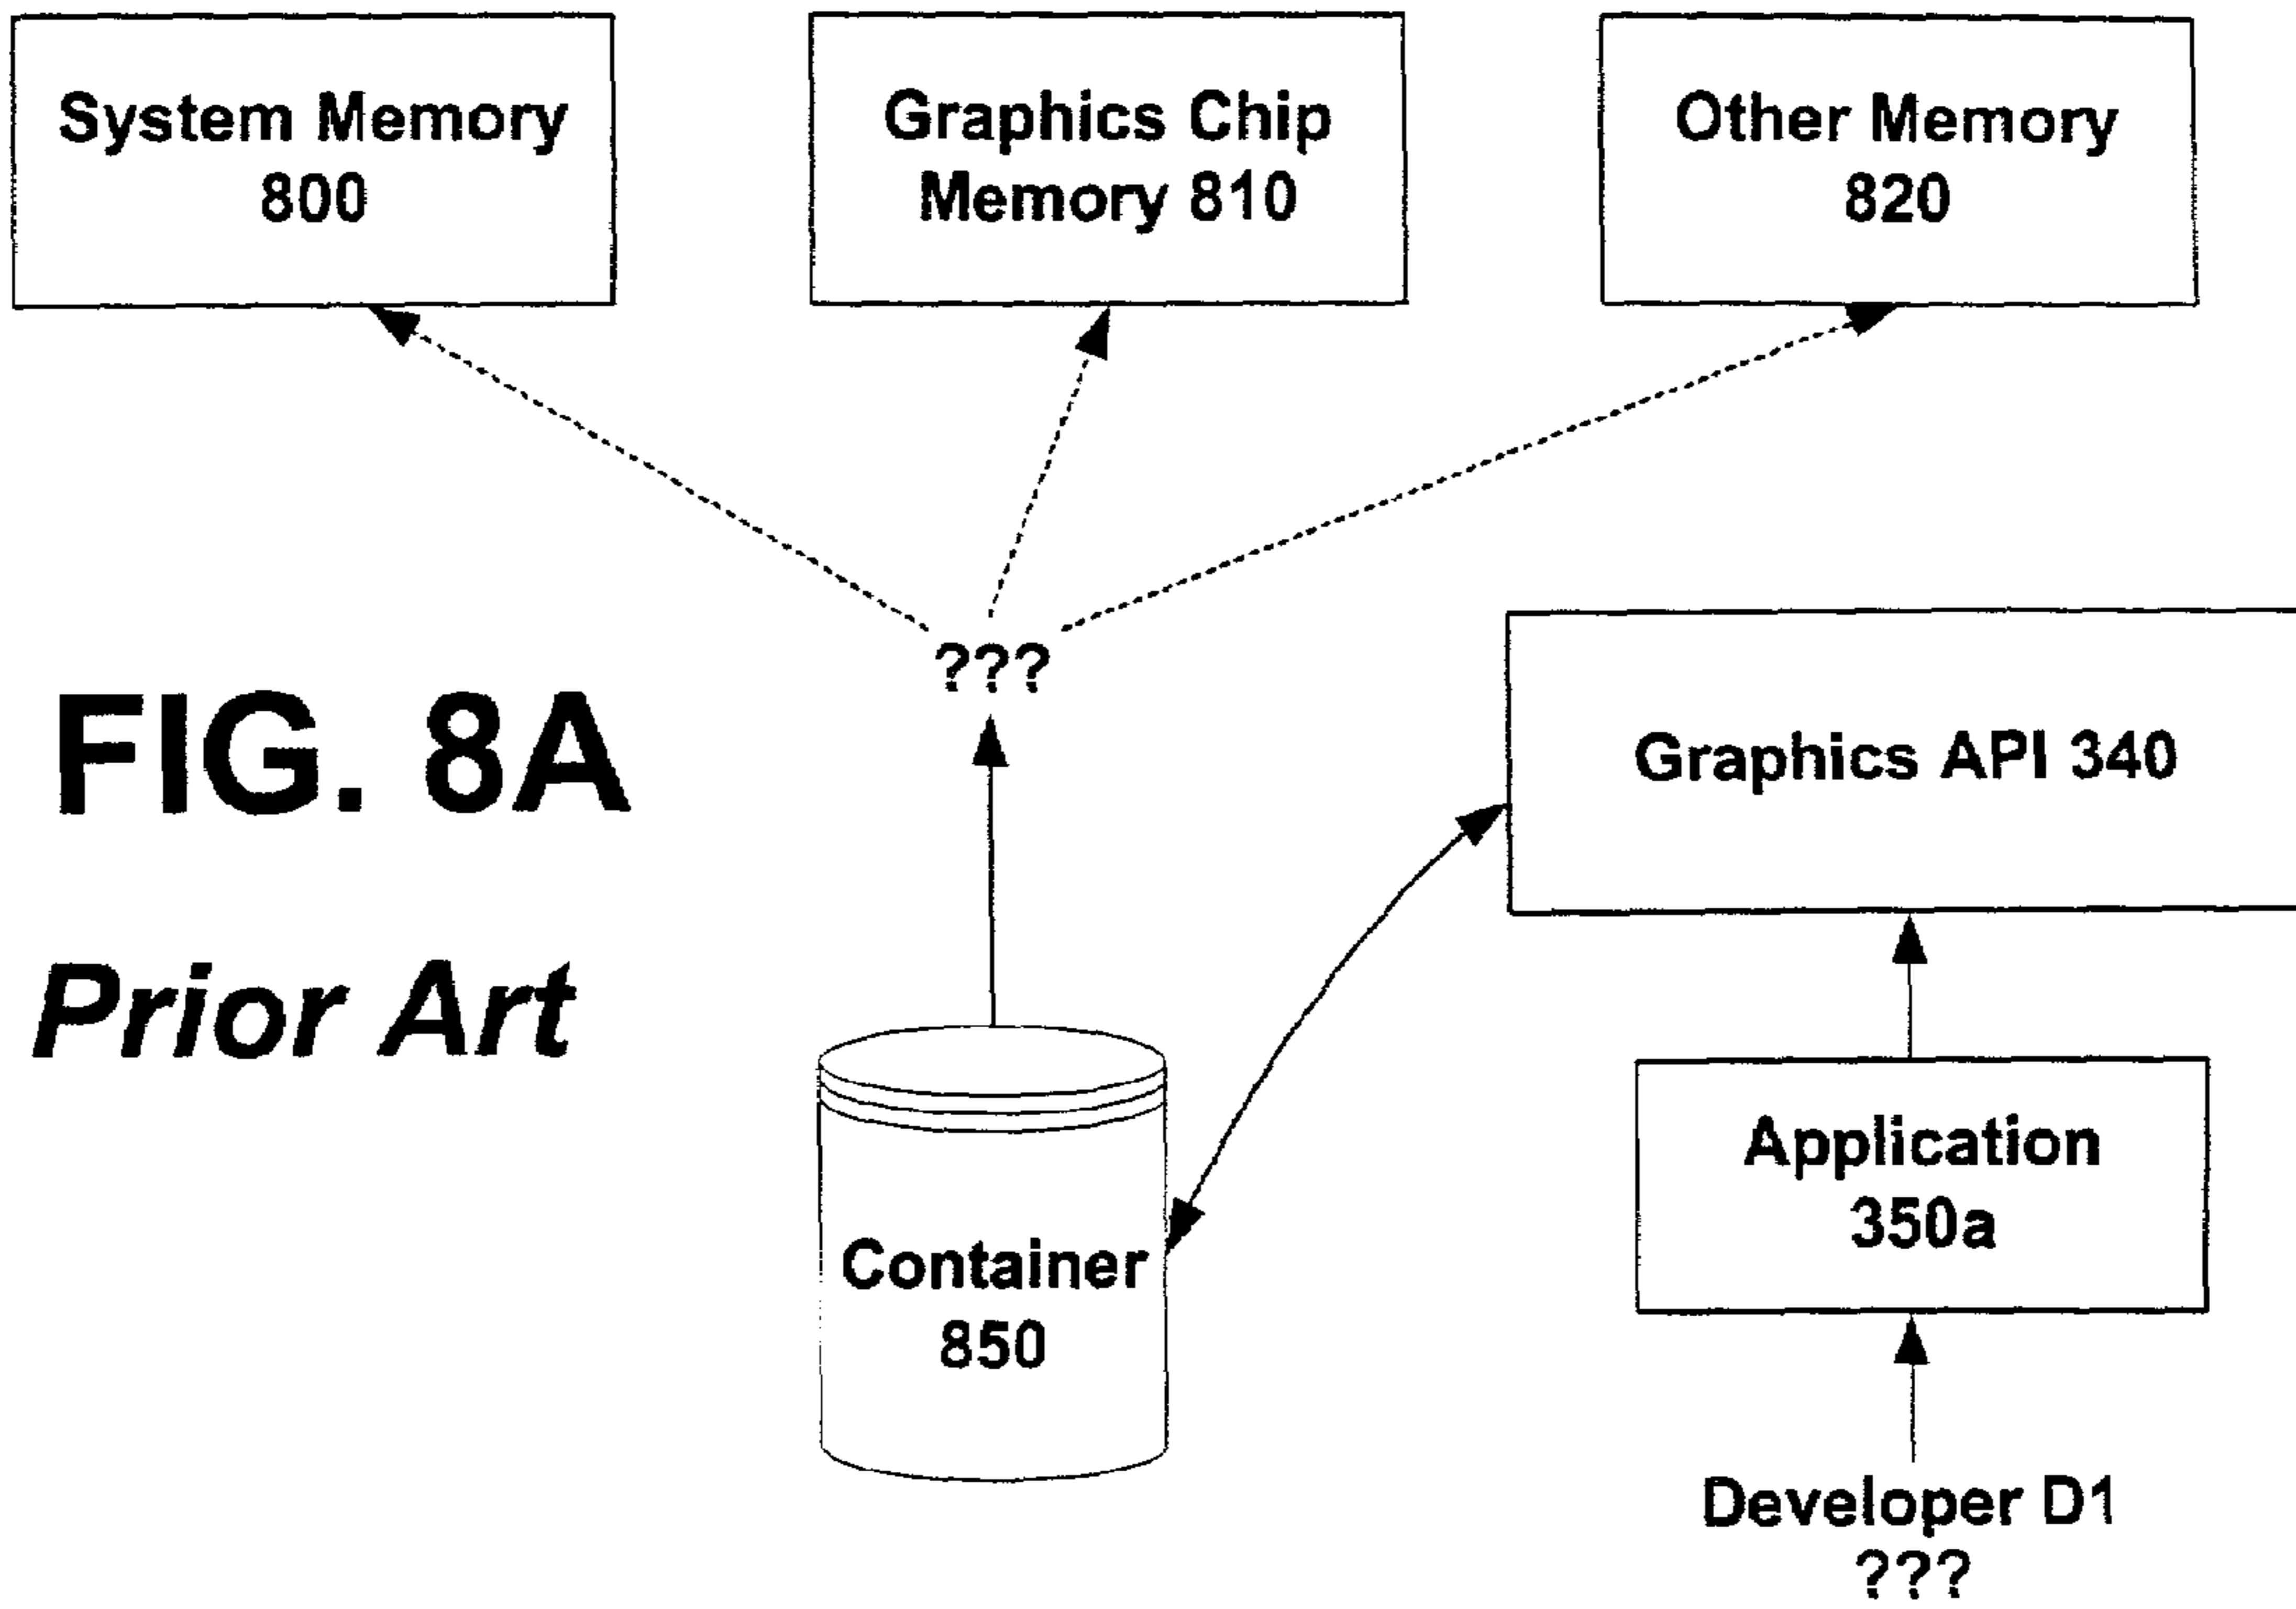 System Memory
800
Graphics Chip
Memory 810
Other Memory
820
???
FIG. 8A
Prior Art
Graphics API 340
Application
350a
Container
850
Developer D1
???